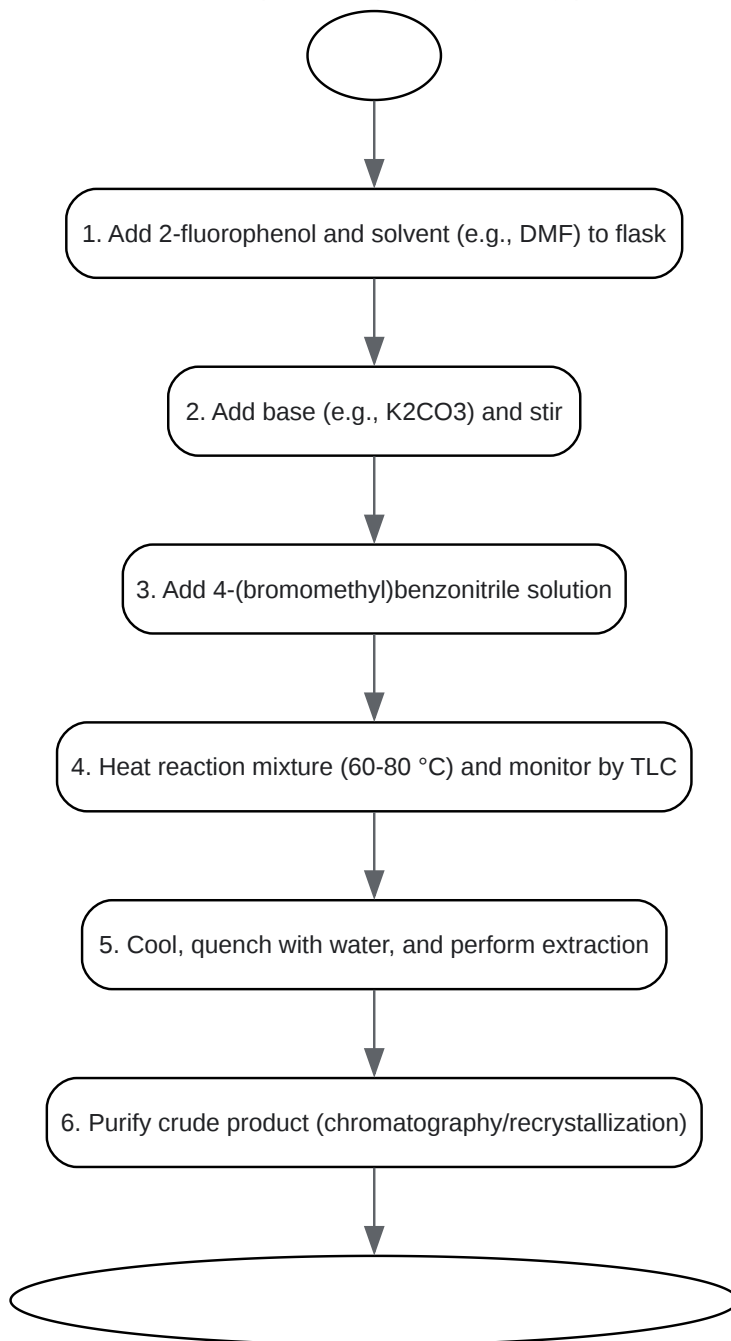 1. Add 2-fluorophenol and solvent (e.g., DMF) to flask
2. Add base (e.g., K2CO3) and stir
3. Add 4-(bromomethyl)benzonitrile solution
4. Heat reaction mixture (60-80 °C) and monitor by TLC
5. Cool, quench with water, and perform extraction
6. Purify crude product (chromatography/recrystallization)